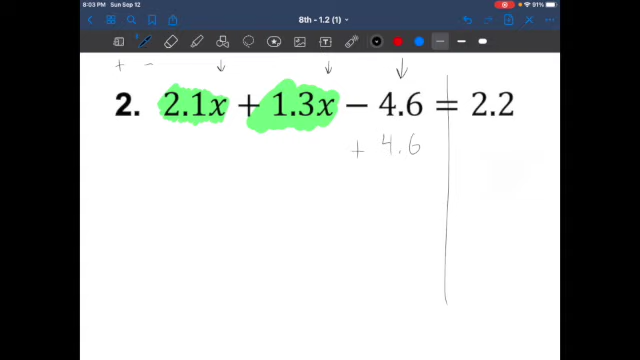 8:03 PM Sun Sep 12
91%
8th - 1.2 (1)
+ −
2. 2.1x + 1.3x − 4.6 = 2.2
+ 4.6